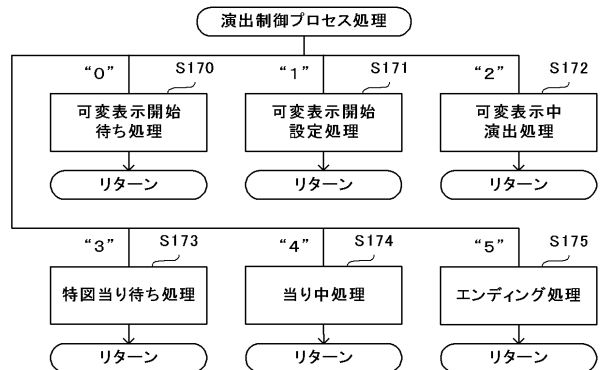 演出制御プロセス処理
“0”
S170
“1”
S171
“2”
S172
可変表示開始
待ち処理
可変表示開始
設定処理
可変表示中
演出処理
リターン
リターン
リターン
“3”
S173
“4”
S174
“5”
S175
特図当り待ち処理
当り中処理
エンディング処理
リターン
リターン
リターン